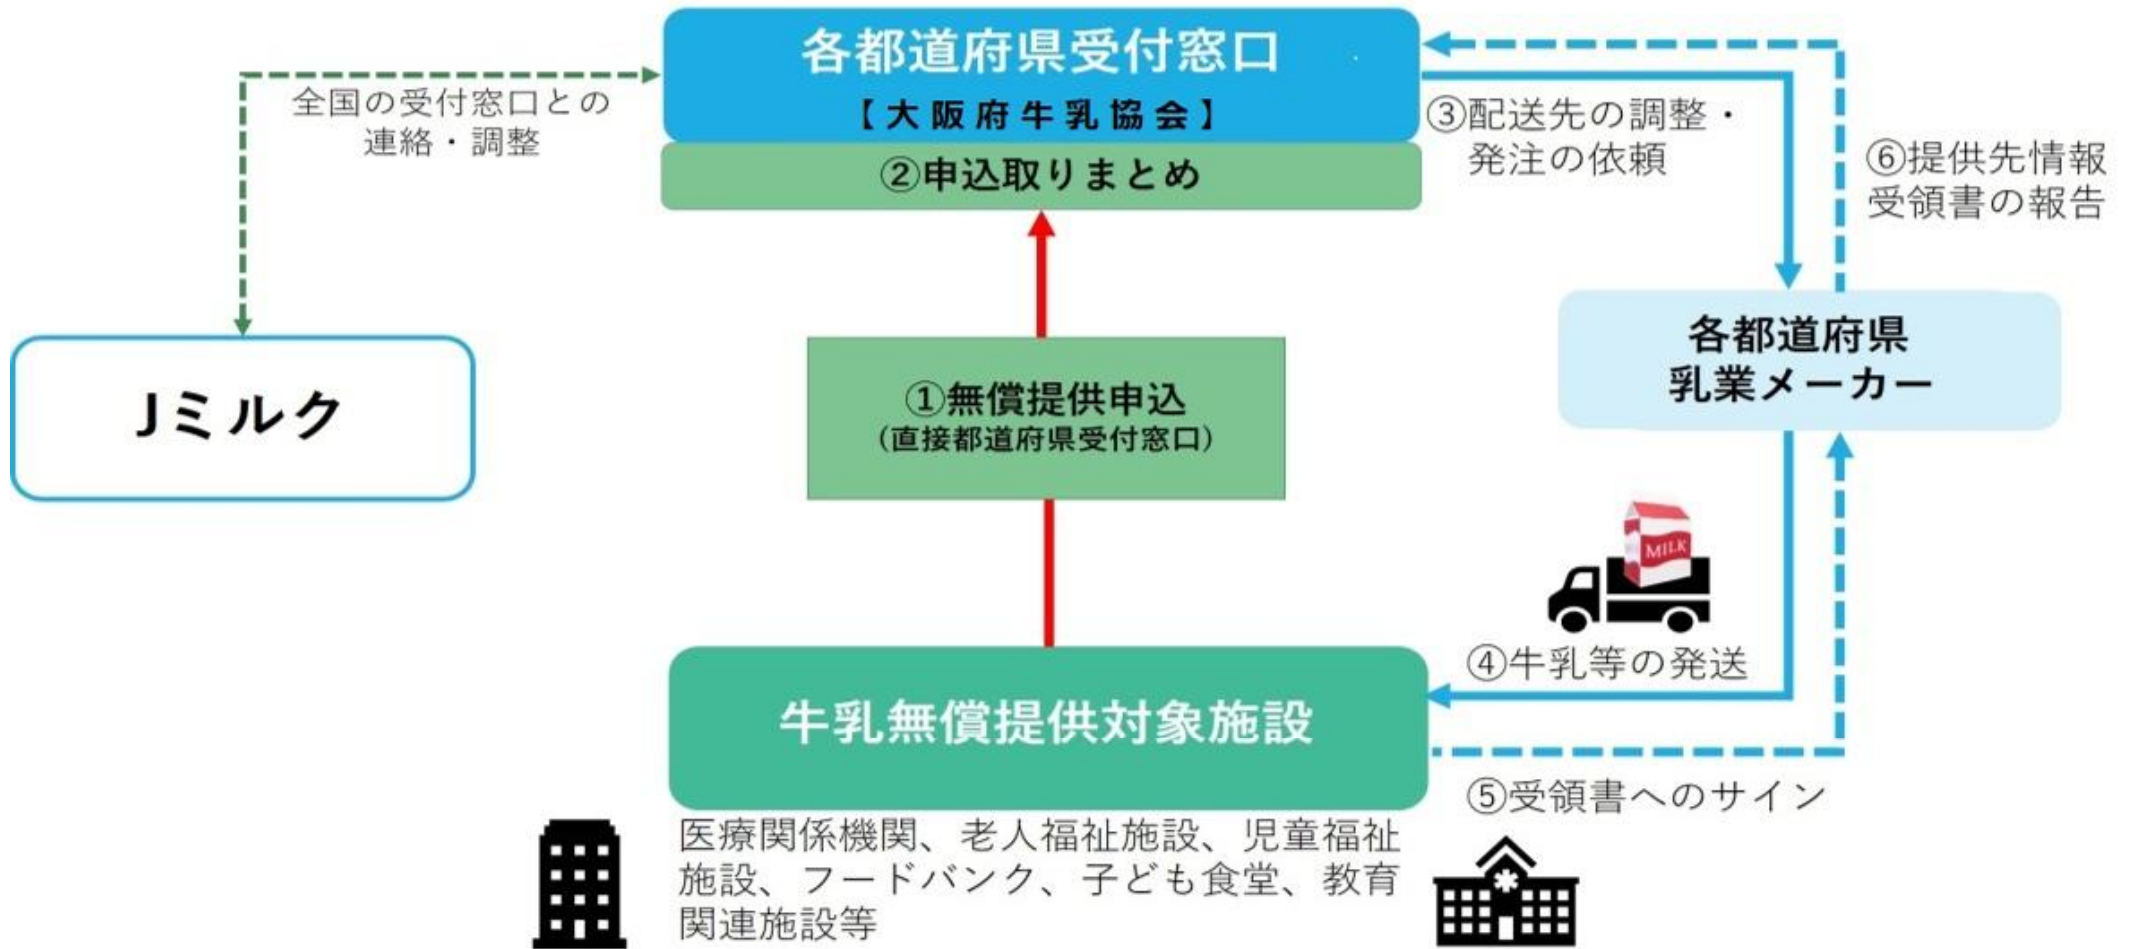 各都道府県受付窓口
【大阪府牛乳協会】
②申込取りまとめ
全国の受付窓口との
連絡・調整
③配送先の調整・
発注の依頼
⑥提供先情報
受領書の報告
Jミルク
①無償提供申込
(直接都道府県受付窓口)
各都道府県
乳業メーカー
MILK
④牛乳等の発送
牛乳無償提供対象施設
⑤受領書へのサイン
医療関係機関、老人福祉施設、児童福祉
施設、フードバンク、子ども食堂、教育
関連施設等